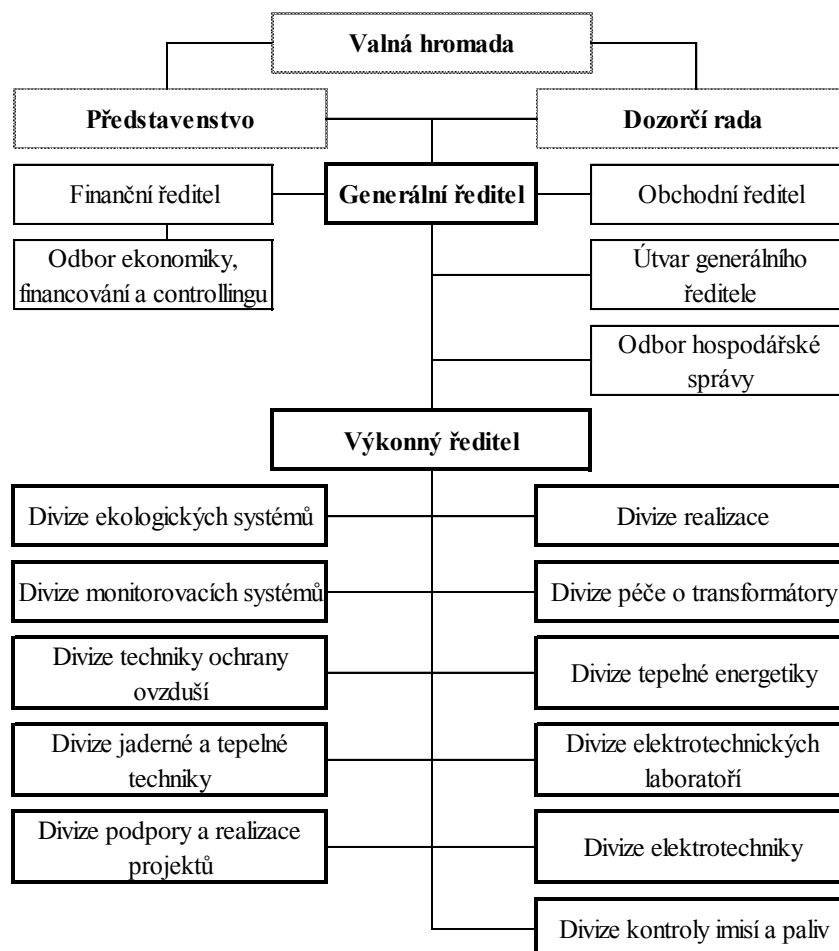 Valná hromada
Představenstvo
Dozorčí rada
Finanční ředitel
Generální ředitel
Obchodní ředitel
Odbor ekonomiky,
financování a controllingu
Útvar generálního
ředitele
Odbor hospodářské
správy
Výkonný ředitel
Divize ekologických systémů
Divize realizace
Divize monitorovacích systémů
Divize péče o transformátory
Divize techniky ochrany
ovzduší
Divize tepelné energetiky
Divize jaderné a tepelné
techniky
Divize elektrotechnických
laboratoří
Divize podpory a realizace
projektů
Divize elektrotechniky
Divize kontroly imisí a paliv